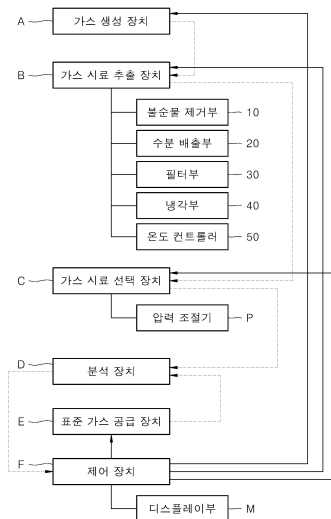 A 가스 생성 장치
B 가스 시료 추출 장치
불순물 제거부 10
수분 배출부 20
필터부 30
냉각부 40
온도 컨트롤러 50
C 가스 시료 선택 장치
압력 조절기 P
D 분석 장치
E 표준 가스 공급 장치
F 제어 장치
디스플레이부 M